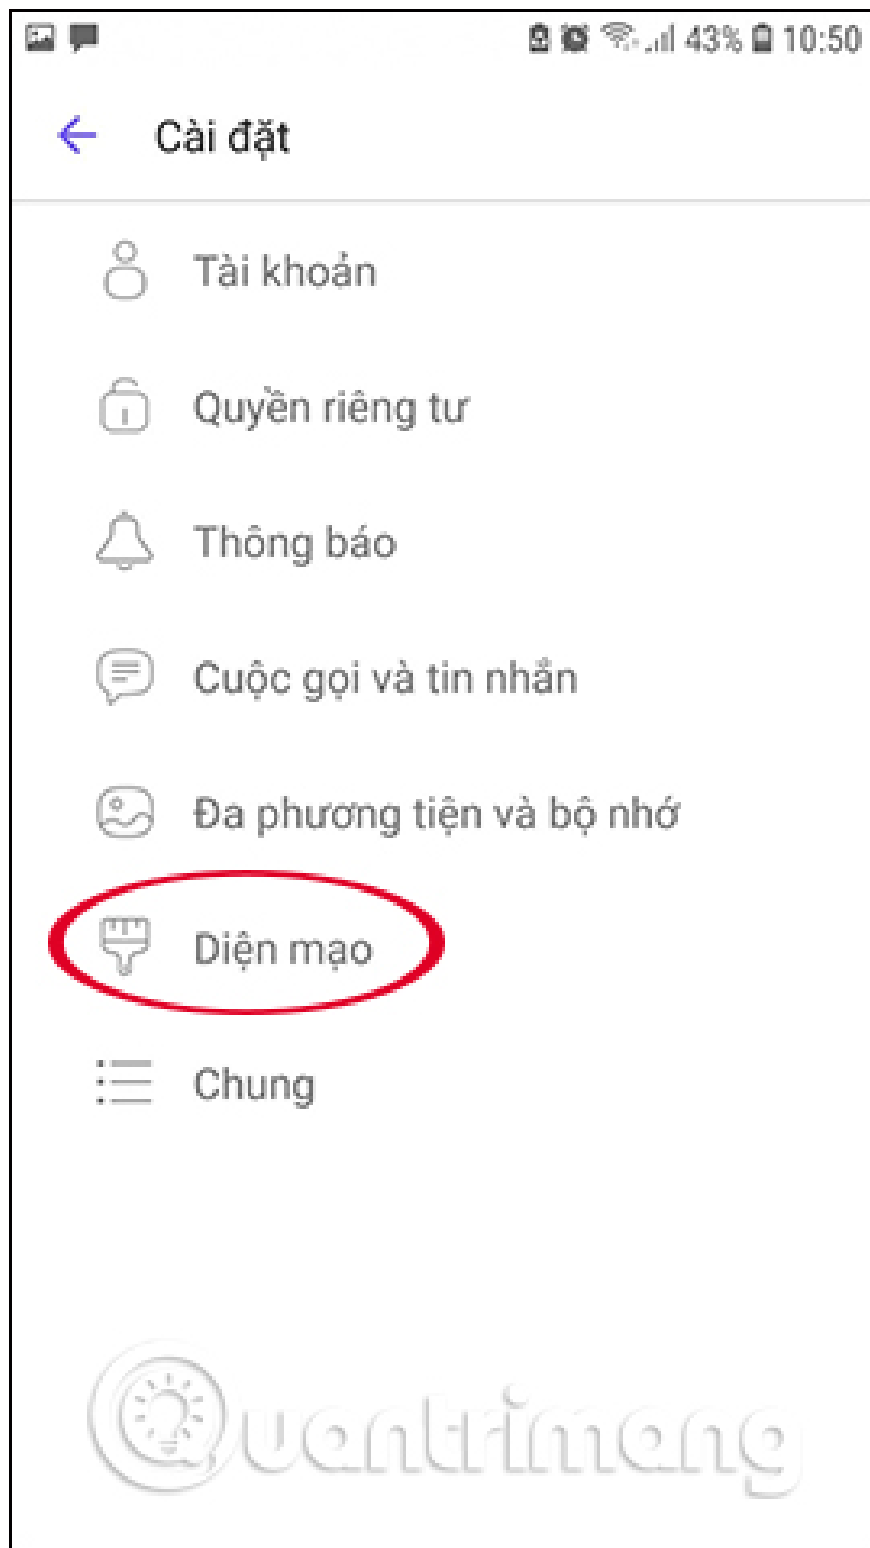 43% 10:50
Cài đặt
Tài khoản
Quyền riêng tư
Thông báo
Cuộc gọi và tin nhắn
Đa phương tiện và bộ nhớ
Diện mạo
Chung
Quantrimang